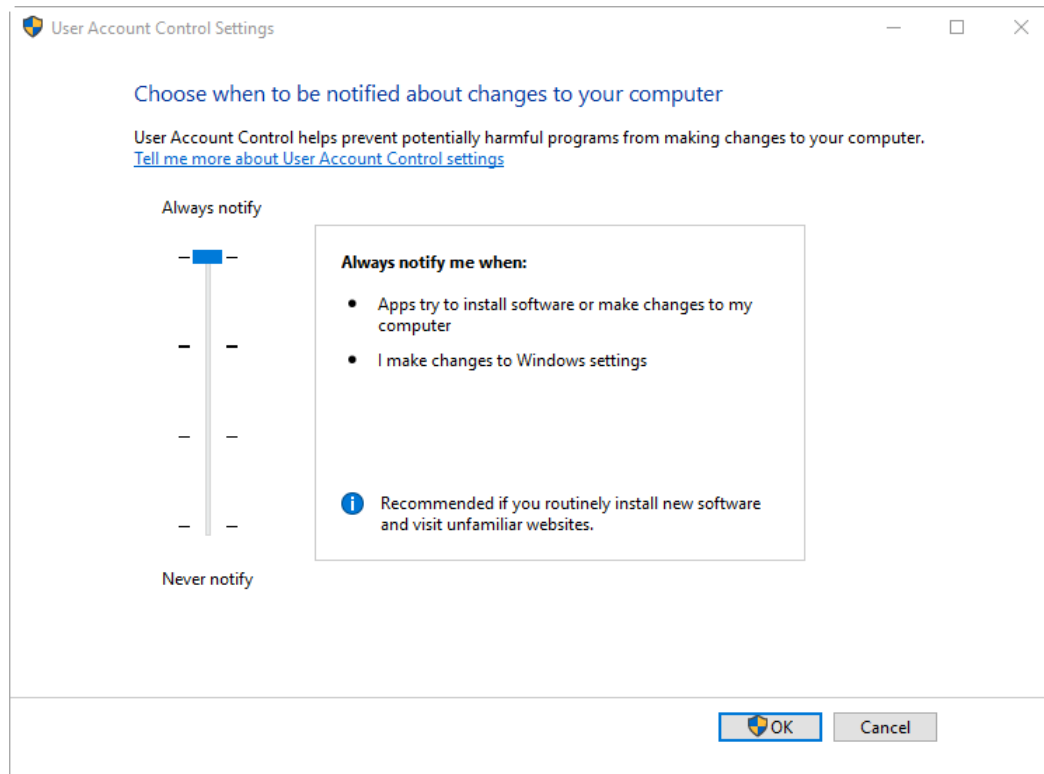 User Account Control Settings
Choose when to be notified about changes to your computer
User Account Control helps prevent potentially harmful programs from making changes to your computer.
Tell me more about User Account Control settings
Always notify
Always notify me when:
Apps try to install software or make changes to my
computer
I make changes to Windows settings
Recommended if you routinely install new software
and visit unfamiliar websites.
Never notify
OK
Cancel